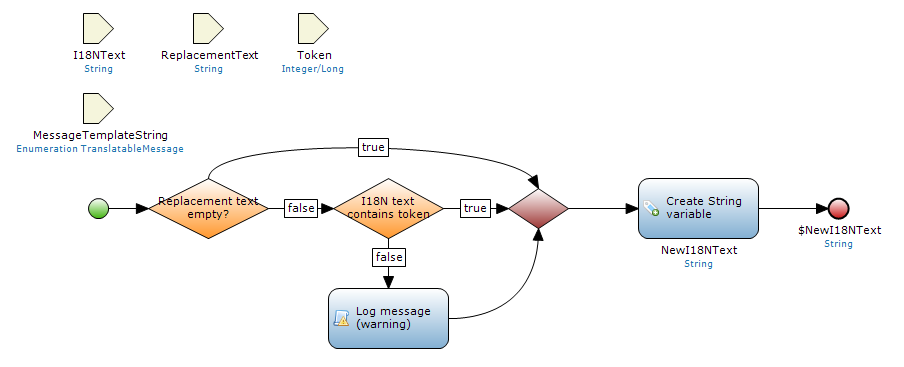 I18NText
String
ReplacementText
String
Token
Integer/Long
MessageTemplateString
Enumeration TranslatableMessage
true
Replacement text
empty?
false
I18N text
contains token
true
Create String
variable
NewI18NText
String
$NewI18NText
String
false
Log message
(warning)